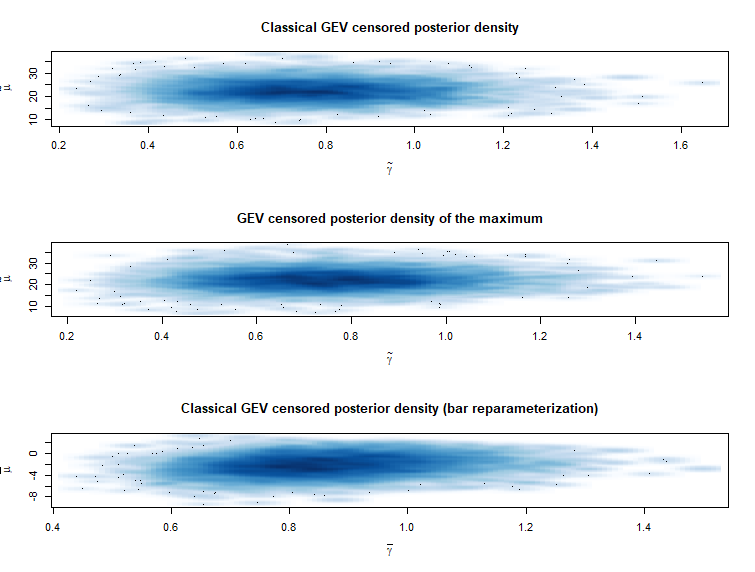 Classical GEV censored posterior density
μ̃
10 20 30
0.2 0.4 0.6 0.8 1.0 1.2 1.4 1.6
γ̃
GEV censored posterior density of the maximum
μ̃
10 20 30
0.2 0.4 0.6 0.8 1.0 1.2 1.4
γ̃
Classical GEV censored posterior density (bar reparameterization)
μ̄
-8 -4 0
0.4 0.6 0.8 1.0 1.2 1.4
γ̄